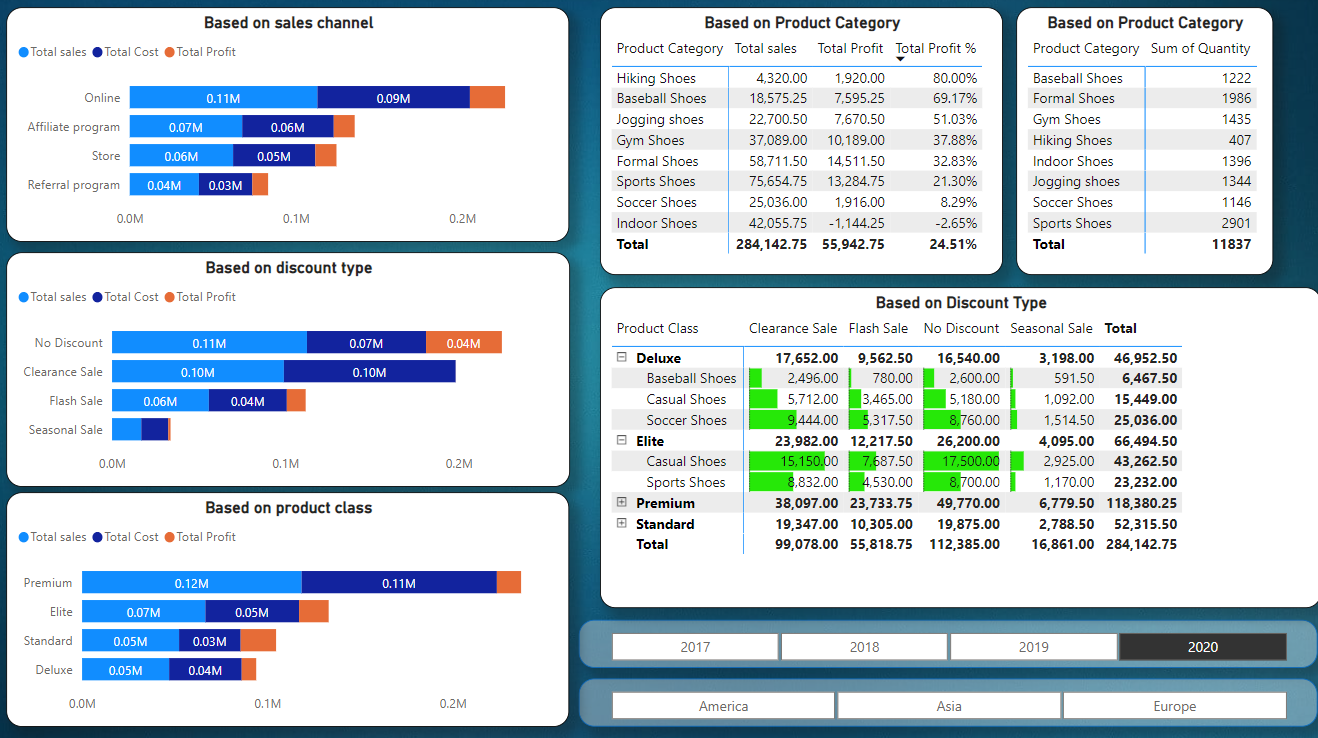 Based on sales channel
Total sales Total Cost Total Profit
Online 0.11M 0.09M
Affiliate program 0.07M 0.06M
Store 0.06M 0.05M
Referral program 0.04M 0.03M
0.0M 0.1M 0.2M
Based on discount type
Total sales Total Cost Total Profit
No Discount 0.11M 0.07M 0.04M
Clearance Sale 0.10M 0.10M
Flash Sale 0.06M 0.04M
Seasonal Sale
0.0M 0.1M 0.2M
Based on product class
Total sales Total Cost Total Profit
Premium 0.12M 0.11M
Elite 0.07M 0.05M
Standard 0.05M 0.03M
Deluxe 0.05M 0.04M
0.0M 0.1M 0.2M
Based on Product Category
Product Category Total sales Total Profit Total Profit %
Hiking Shoes 4,320.00 1,920.00 80.00%
Baseball Shoes 18,575.25 7,595.25 69.17%
Jogging shoes 22,700.50 7,670.50 51.03%
Gym Shoes 37,089.00 10,189.00 37.88%
Formal Shoes 58,711.50 14,511.50 32.83%
Sports Shoes 75,654.75 13,284.75 21.30%
Soccer Shoes 25,036.00 1,916.00 8.29%
Indoor Shoes 42,055.75 -1,144.25 -2.65%
Total 284,142.75 55,942.75 24.51%
Based on Product Category
Product Category Sum of Quantity
Baseball Shoes 1222
Formal Shoes 1986
Gym Shoes 1435
Hiking Shoes 407
Indoor Shoes 1396
Jogging shoes 1344
Soccer Shoes 1146
Sports Shoes 2901
Total 11837
Based on Discount Type
Product Class Clearance Sale Flash Sale No Discount Seasonal Sale Total
Deluxe 17,652.00 9,562.50 16,540.00 3,198.00 46,952.50
Baseball Shoes 2,496.00 780.00 2,600.00 591.50 6,467.50
Casual Shoes 5,712.00 3,465.00 5,180.00 1,092.00 15,449.00
Soccer Shoes 9,444.00 5,317.50 8,760.00 1,514.50 25,036.00
Elite 23,982.00 12,217.50 26,200.00 4,095.00 66,494.50
Casual Shoes 15,150.00 7,687.50 17,500.00 2,925.00 43,262.50
Sports Shoes 8,832.00 4,530.00 8,700.00 1,170.00 23,232.00
Premium 38,097.00 23,733.75 49,770.00 6,779.50 118,380.25
Standard 19,347.00 10,305.00 19,875.00 2,788.50 52,315.50
Total 99,078.00 55,818.75 112,385.00 16,861.00 284,142.75
2017 2018 2019 2020
America Asia Europe